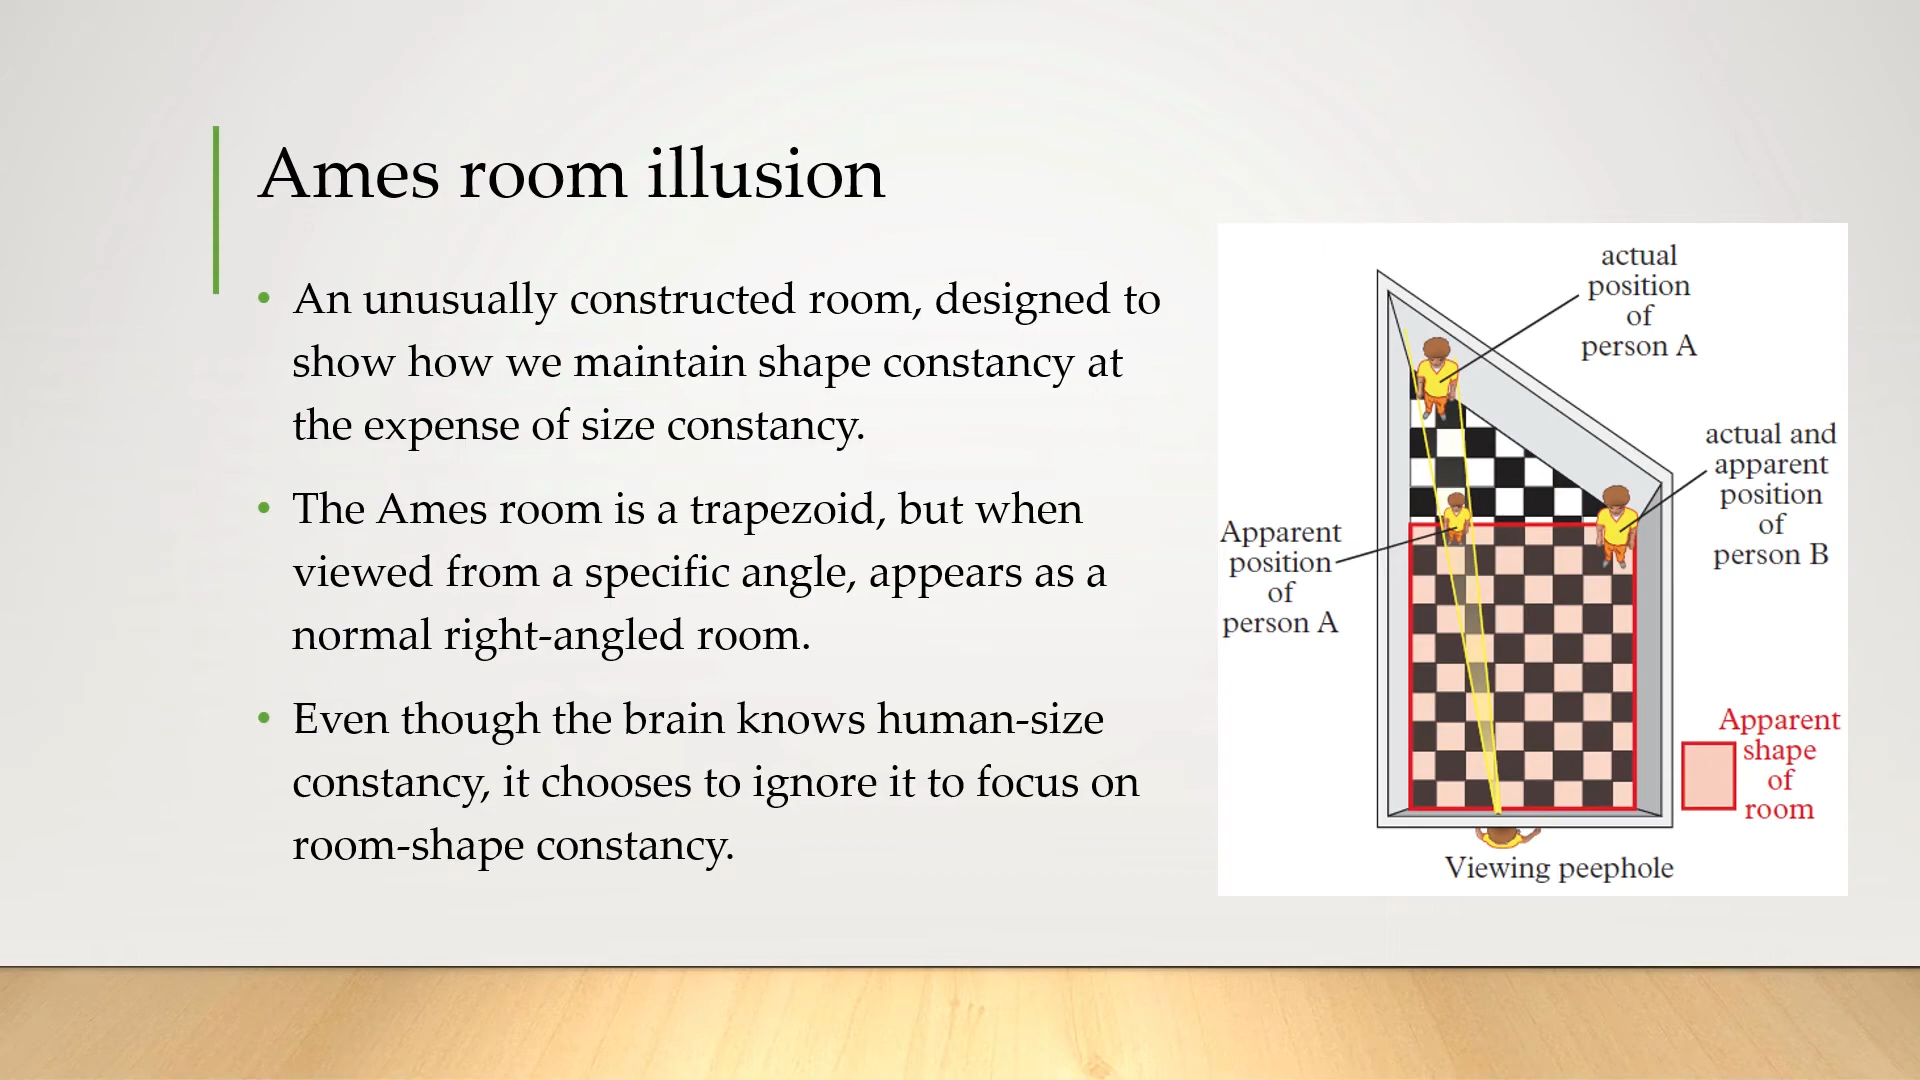 Ames room illusion
• An unusually constructed room, designed to
show how we maintain shape constancy at
the expense of size constancy.
• The Ames room is a trapezoid, but when
viewed from a specific angle, appears as a
normal right-angled room.
• Even though the brain knows human-size
constancy, it chooses to ignore it to focus on
room-shape constancy.
actual
position
of
person A
actual and
apparent
position
of
person B
Apparent
position
of
person A
Apparent
shape
of
room
Viewing peephole